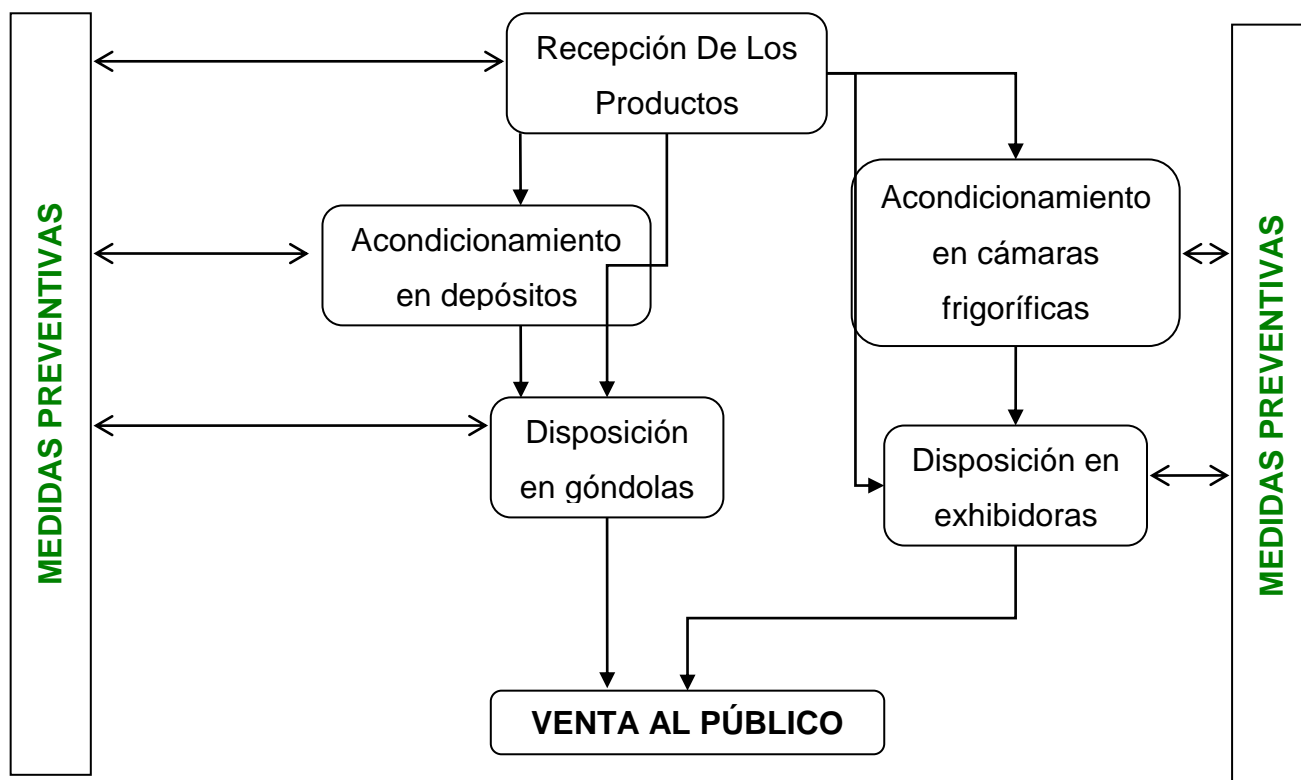 MEDIDAS PREVENTIVAS
Recepción De Los
Productos
Acondicionamiento
en depósitos
Acondicionamiento
en cámaras
frigoríficas
Disposición
en góndolas
Disposición en
exhibidoras
VENTA AL PÚBLICO
MEDIDAS PREVENTIVAS